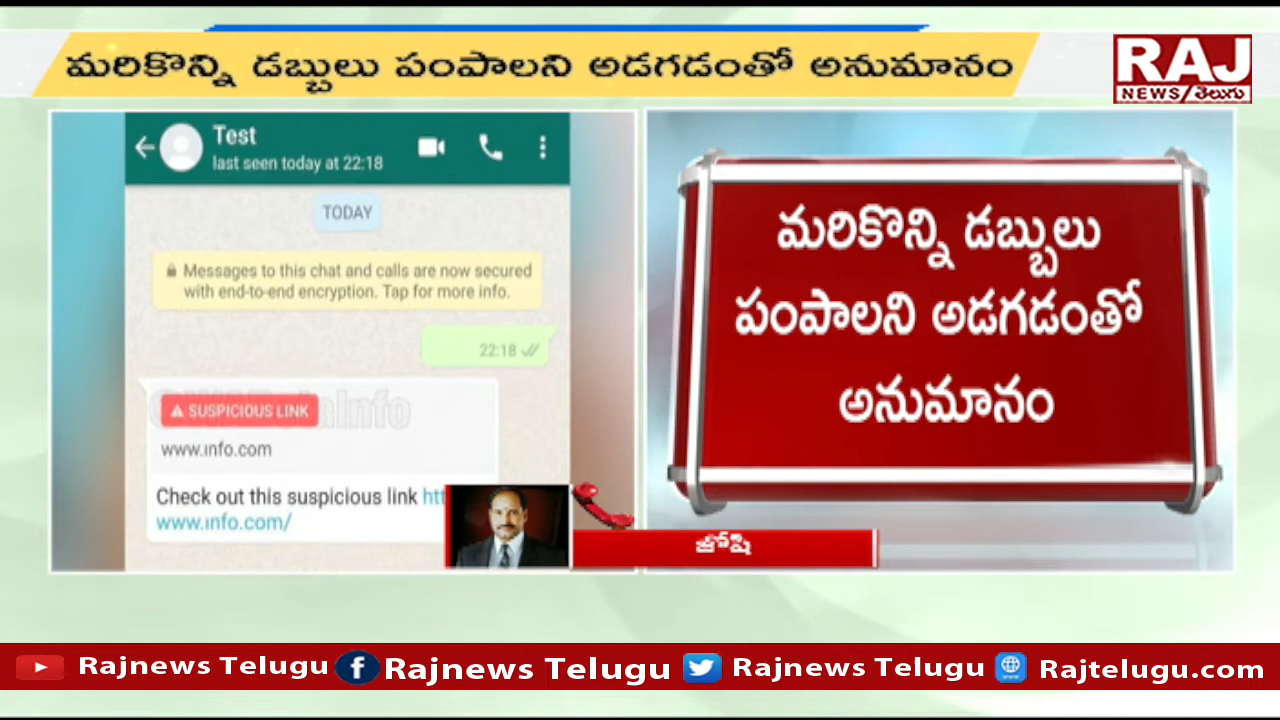 మరికొన్ని డబ్బులు పంపాలని అడగడంతో అనుమానం
RAJ
NEWS తెలుగు
Test
last seen today at 22:18
TODAY
Messages to this chat and calls are now secured
with end-to-end encryption. Tap for more info.
22:18
SUSPICIOUS LINK
www.ınfo.com
Check out this suspicious link htt
www.ınfo.com/
మరికొన్ని డబ్బులు
పంపాలని అడగడంతో
అనుమానం
జోషి
Rajnews Telugu
Rajnews Telugu
Rajnews Telugu
Rajtelugu.com